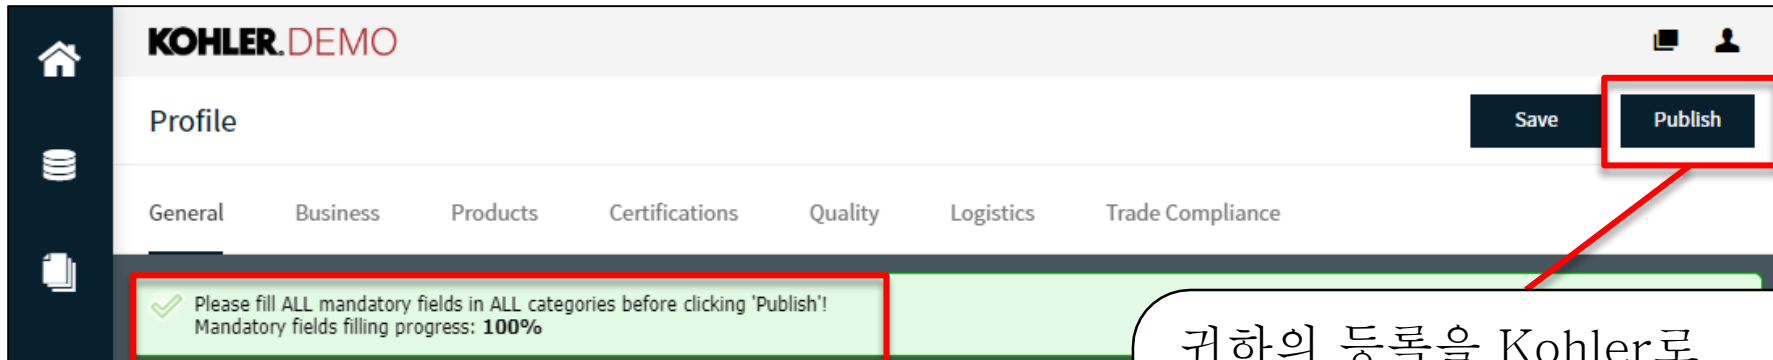 KOHLER.DEMO
Profile
Save
Publish
General Business Products Certifications Quality Logistics Trade Compliance
Please fill ALL mandatory fields in ALL categories before clicking 'Publish'!
Mandatory fields filling progress: 100%
귀하의 등록을 Kohler로